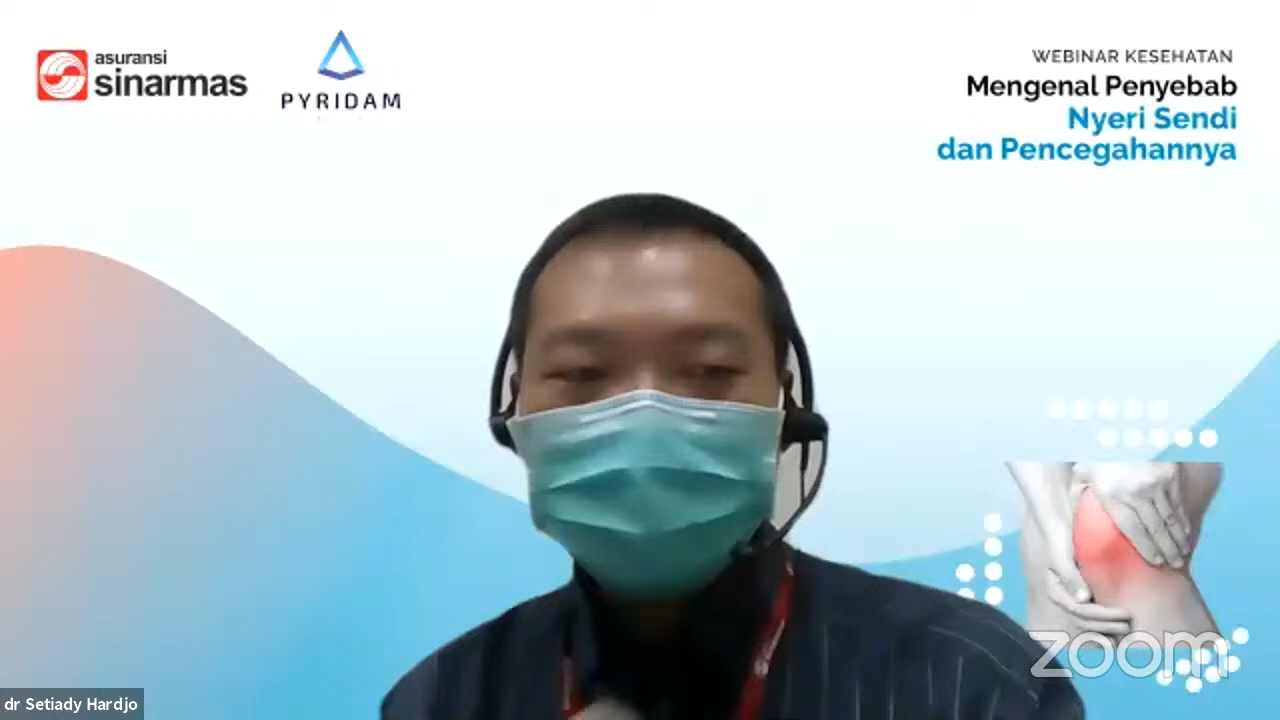 asuransi
sinarmas
PYRIDAM
WEBINAR KESEHATAN
Mengenal Penyebab
Nyeri Sendi
dan Pencegahannya
zoom
dr Setiady Hardjo